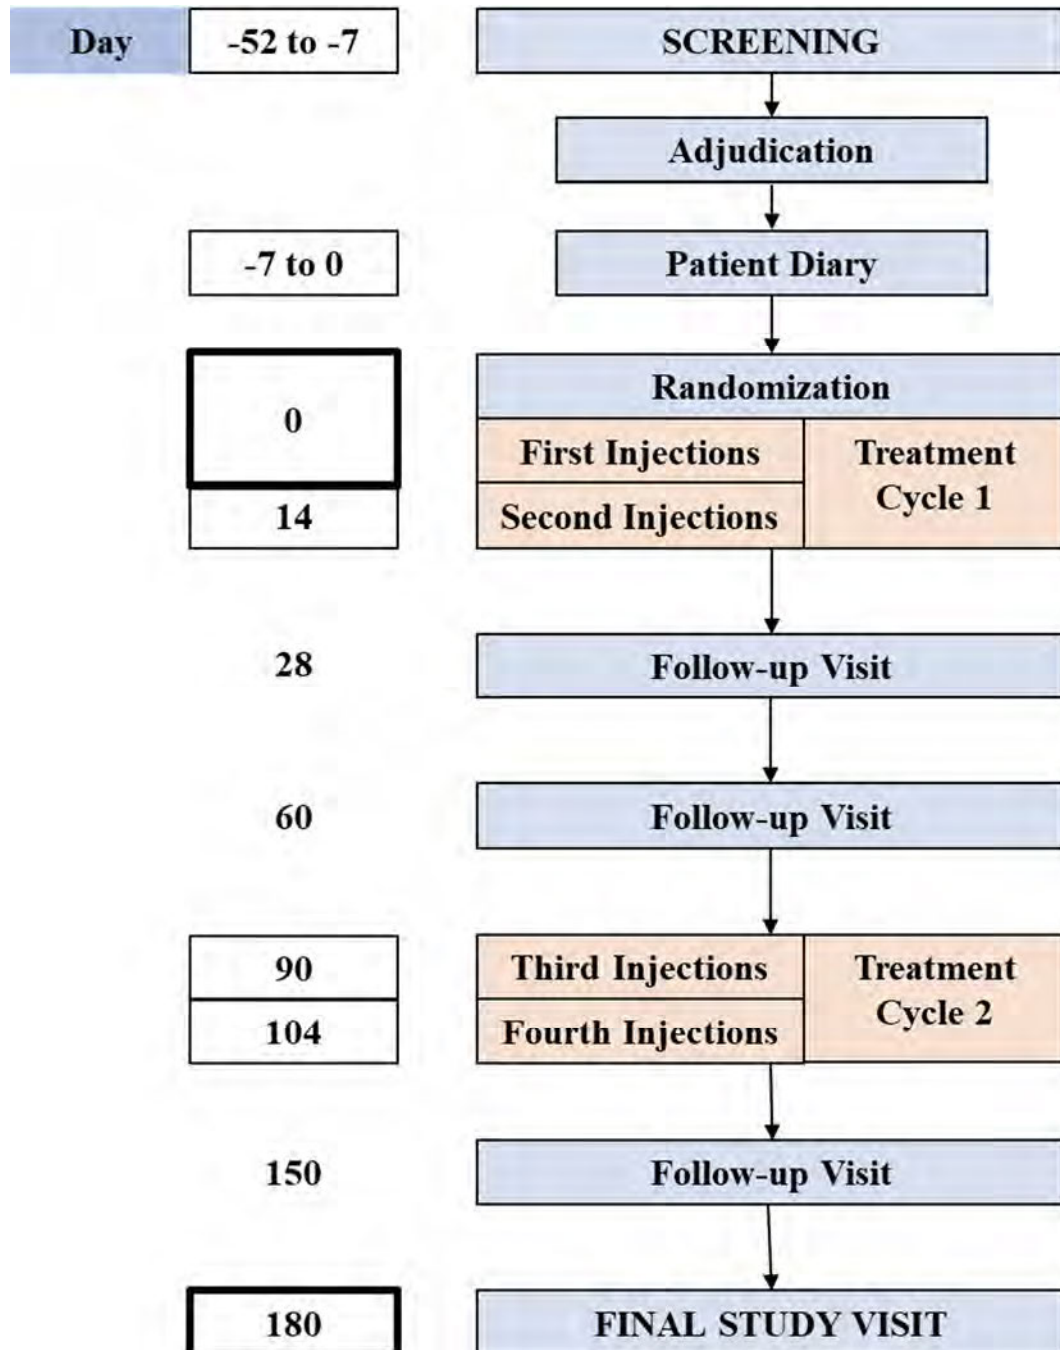 Day -52 to -7 SCREENING
Adjudication
-7 to 0 Patient Diary
0 Randomization
First Injections Treatment
Cycle 1
14 Second Injections
28 Follow-up Visit
60 Follow-up Visit
90 Third Injections Treatment
Cycle 2
104 Fourth Injections
150 Follow-up Visit
180 FINAL STUDY VISIT